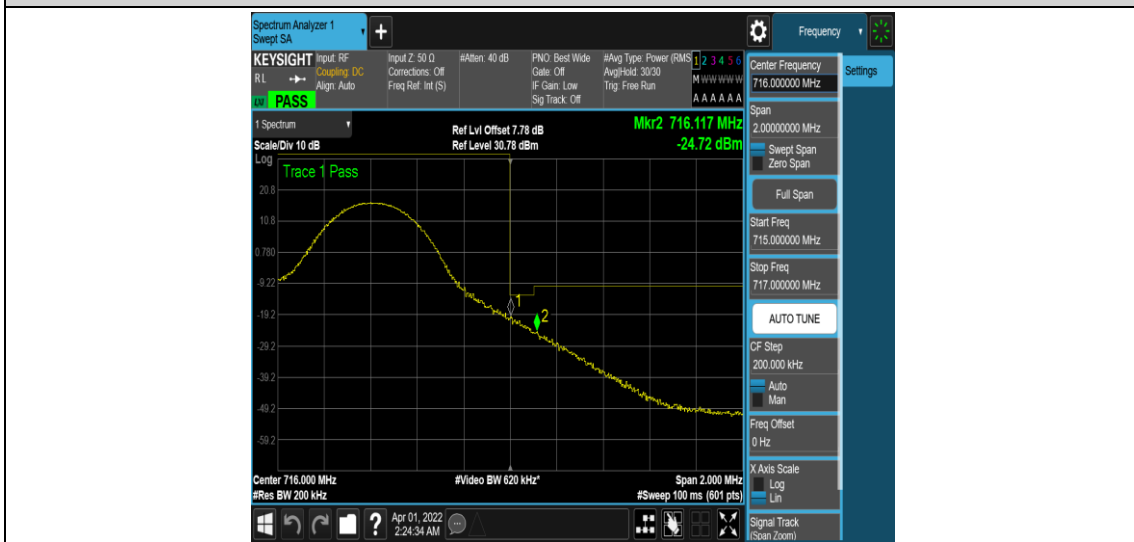 Spectrum Analyzer 1
Swept SA
+
Frequency
KEYSIGHT
RL
PASS
Input: RF
Coupling: DC
Align: Auto
Input Z: 50 Ω
Corrections: Off
Freq Ref: Int (S)
#Atten: 40 dB
PNO: Best Wide
Gate: Off
IF Gain: Low
Sig Track: Off
#Avg Type: Power (RMS
Avg|Hold: 30/30
Trig: Free Run
1 2 3 4 5 6
M W W W W W
A A A A A A
1 Spectrum
Scale/Div 10 dB
Ref Lvl Offset 7.78 dB
Ref Level 30.78 dBm
Mkr2 716.117 MHz
-24.72 dBm
Log
Trace 1 Pass
20.8
10.8
0.780
-9.22
-19.2
-29.2
-39.2
-49.2
-59.2
1
2
Center 716.000 MHz
#Res BW 200 kHz
#Video BW 620 kHz*
Span 2.000 MHz
#Sweep 100 ms (601 pts)
?
Apr 01, 2022
2:24:34 AM
Center Frequency
716.000000 MHz
Settings
Span
2.00000000 MHz
Swept Span
Zero Span
Full Span
Start Freq
715.000000 MHz
Stop Freq
717.000000 MHz
AUTO TUNE
CF Step
200.000 kHz
Auto
Man
Freq Offset
0 Hz
X Axis Scale
Log
Lin
Signal Track
(Span Zoom)